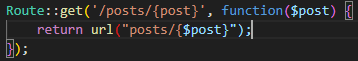 Route::get('/posts/{post}', function($post) {
    return url("posts/{$post}");
});